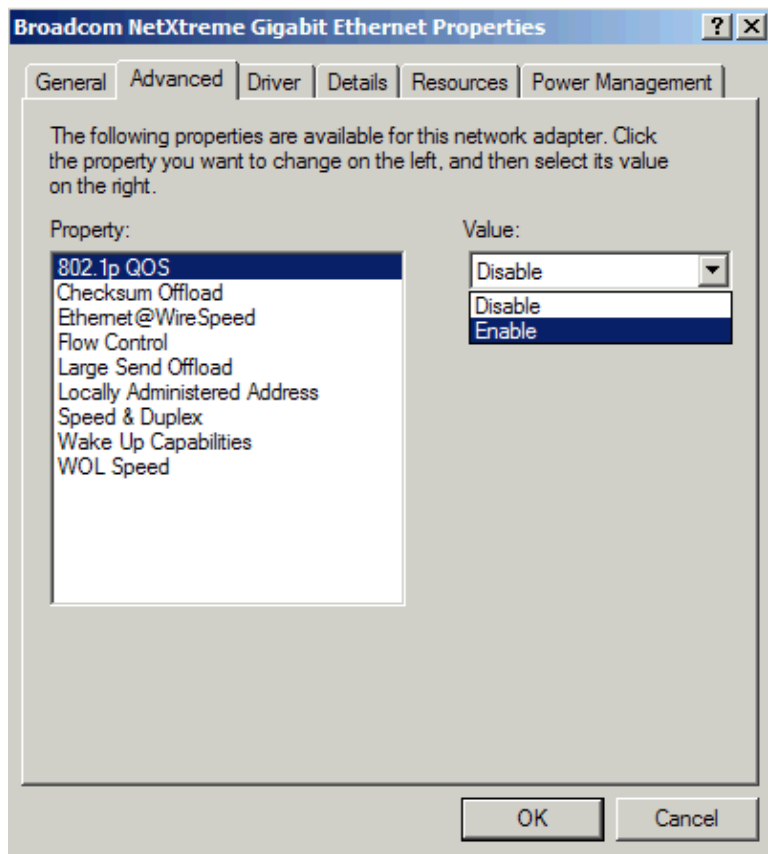 Broadcom NetXtreme Gigabit Ethernet Properties
General Advanced Driver Details Resources Power Management
The following properties are available for this network adapter. Click
the property you want to change on the left, and then select its value
on the right.
Property:
802.1p QOS
Checksum Offload
Ethernet@WireSpeed
Flow Control
Large Send Offload
Locally Administered Address
Speed & Duplex
Wake Up Capabilities
WOL Speed
Value:
Disable
Disable
Enable
OK Cancel